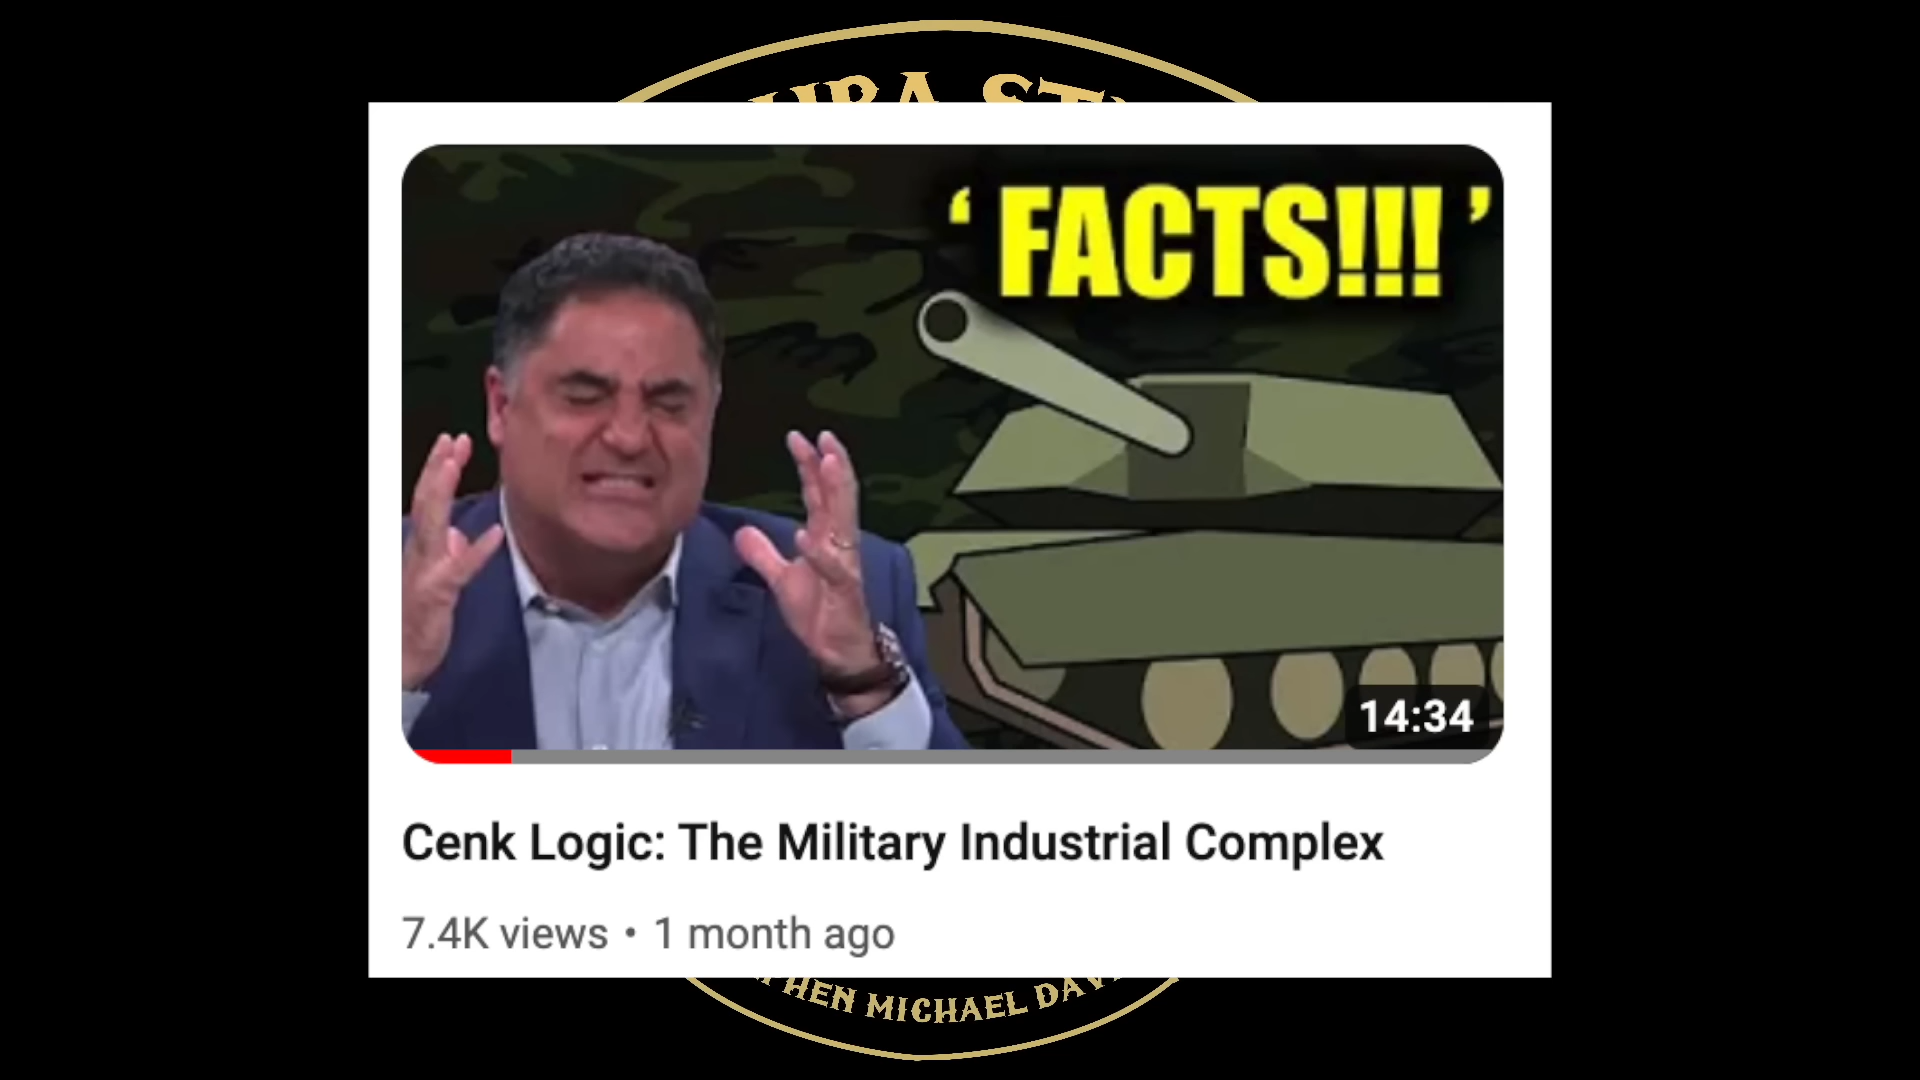 ‘ FACTS!!! ’
14:34
Cenk Logic: The Military Industrial Complex
7.4K views • 1 month ago
MICHAEL